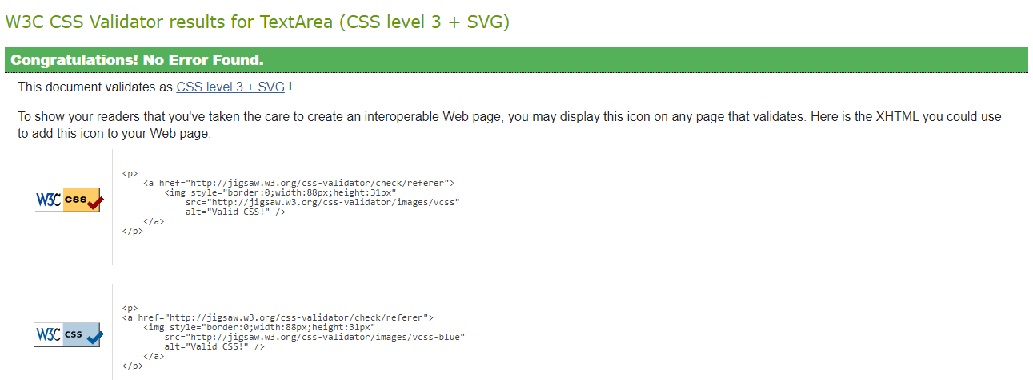 W3C CSS Validator results for TextArea (CSS level 3 + SVG)
Congratulations! No Error Found.
This document validates as CSS level 3 + SVG !
To show your readers that you've taken the care to create an interoperable Web page, you may display this icon on any page that validates. Here is the XHTML you could use
to add this icon to your Web page.
W3C css
<p>
<a href="http://jigsaw.w3.org/css-validator/check/referer">
<img style="border:0;width:88px;height:31px"
src="http://jigsaw.w3.org/css-validator/images/vcss"
alt="Valid CSS!" />
</a>
</p>
W3C css
<p>
<a href="http://jigsaw.w3.org/css-validator/check/referer">
<img style="border:0;width:88px;height:31px"
src="http://jigsaw.w3.org/css-validator/images/vcss-blue"
alt="Valid CSS!" />
</a>
</p>